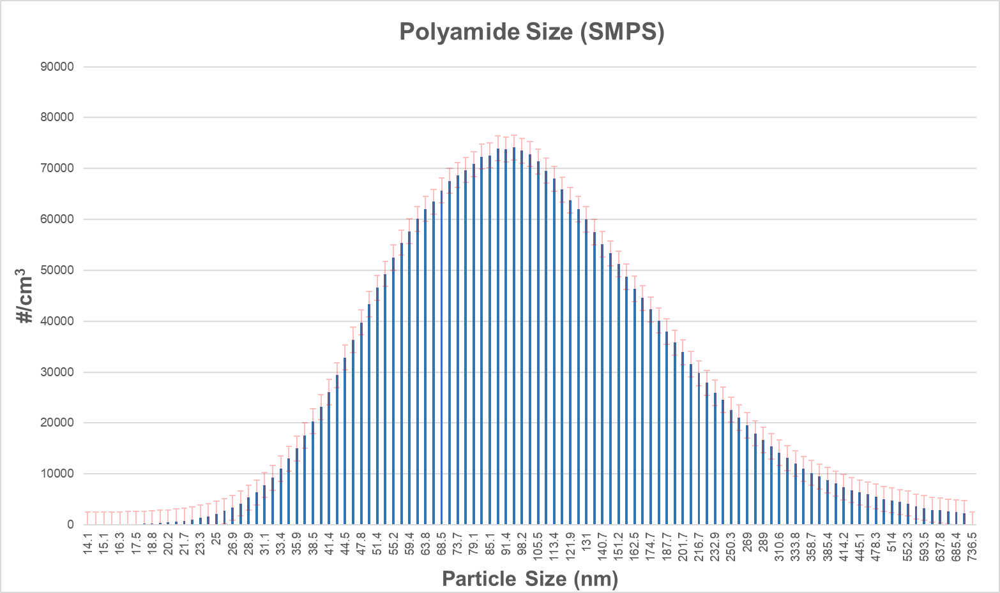 Polyamide Size (SMPS)
90000
80000
70000
60000
50000
40000
30000
20000
10000
0
#/cm³
14.1 15.1 16.3 17.5 18.8 20.2 21.7 23.3 25 26.9 28.9 31.1 33.4 35.9 38.5 41.4 44.5 47.8 51.4 55.2 59.4 63.8 68.5 73.7 79.1 85.1 91.4 98.2 105.5 113.4 121.9 131 140.7 151.2 162.5 174.7 187.7 201.7 216.7 232.9 250.3 269 289 310.6 333.8 358.7 385.4 414.2 445.1 478.3 514 552.3 593.5 637.8 685.4 736.5
Particle Size (nm)